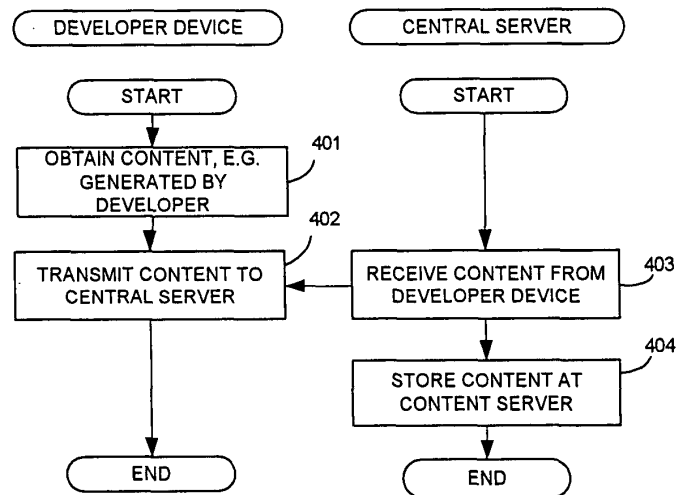 DEVELOPER DEVICE
CENTRAL SERVER
START
START
OBTAIN CONTENT, E.G.
GENERATED BY
DEVELOPER
401
TRANSMIT CONTENT TO
CENTRAL SERVER
402
RECEIVE CONTENT FROM
DEVELOPER DEVICE
403
STORE CONTENT AT
CONTENT SERVER
404
END
END